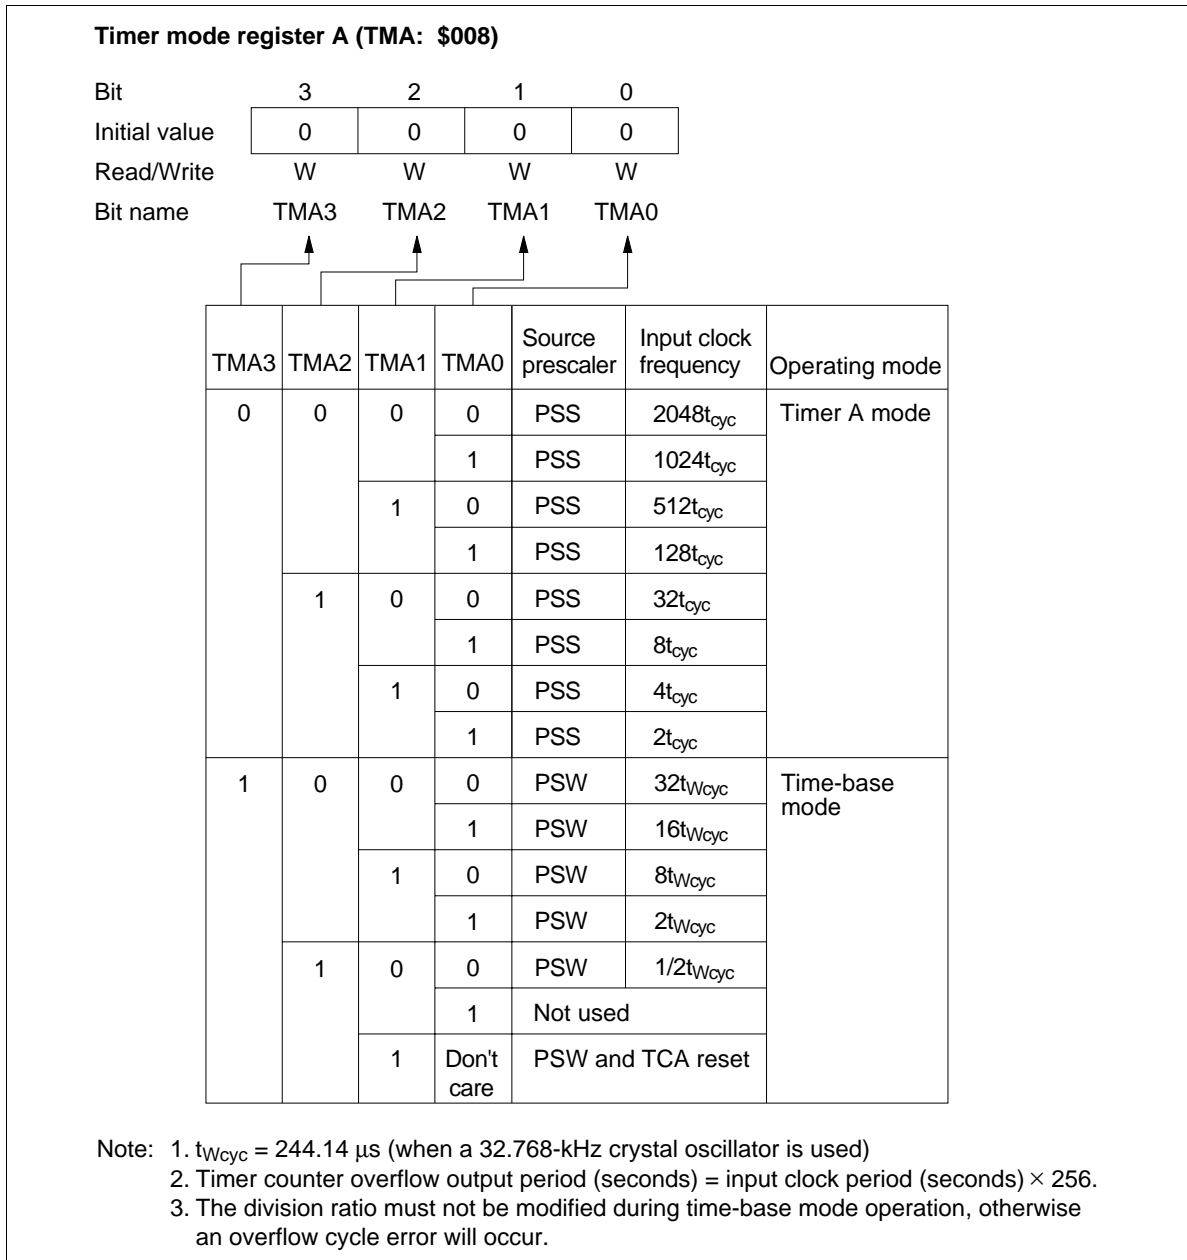 Timer mode register A (TMA: $008)
Bit 3 2 1 0
Initial value 0 0 0 0
Read/Write W W W W
Bit name TMA3 TMA2 TMA1 TMA0
TMA3 TMA2 TMA1 TMA0 Source prescaler Input clock frequency Operating mode
0 0 0 0 PSS 2048tcyc Timer A mode
1 PSS 1024tcyc
1 0 PSS 512tcyc
1 PSS 128tcyc
1 0 0 PSS 32tcyc
1 PSS 8tcyc
1 0 PSS 4tcyc
1 PSS 2tcyc
1 0 0 0 PSW 32tWcyc Time-base mode
1 PSW 16tWcyc
1 0 PSW 8tWcyc
1 PSW 2tWcyc
1 0 0 PSW 1/2tWcyc
1 Not used
1 Don't care PSW and TCA reset
Note: 1. tWcyc = 244.14 μs (when a 32.768-kHz crystal oscillator is used)
2. Timer counter overflow output period (seconds) = input clock period (seconds) × 256.
3. The division ratio must not be modified during time-base mode operation, otherwise
an overflow cycle error will occur.